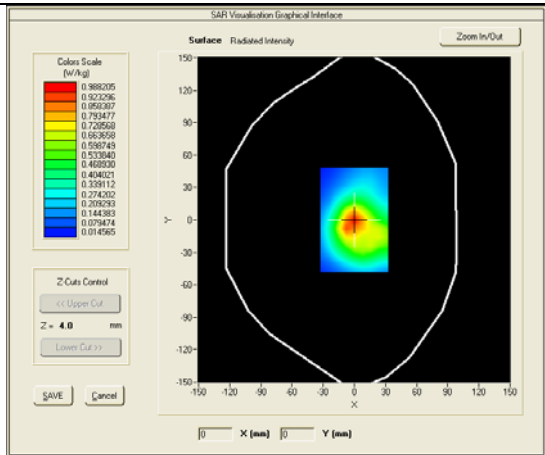 SAR Visualisation Graphical Interface
Surface Radiated Intensity
Zoom In/Out
Colors Scale
(W/kg)
0.988205
0.923296
0.858387
0.793477
0.728568
0.663658
0.598749
0.533840
0.468930
0.404021
0.339112
0.274202
0.209293
0.144383
0.079474
0.014565
Z Cuts Control
<< Upper Cut
Z = 4.0 mm
Lower Cut >>
SAVE Cancel
150
120
90
60
30
0
-30
-60
-90
-120
-150
Y
-150 -120 -90 -60 -30 0 30 60 90 120 150
X
0 X (mm) 0 Y (mm)